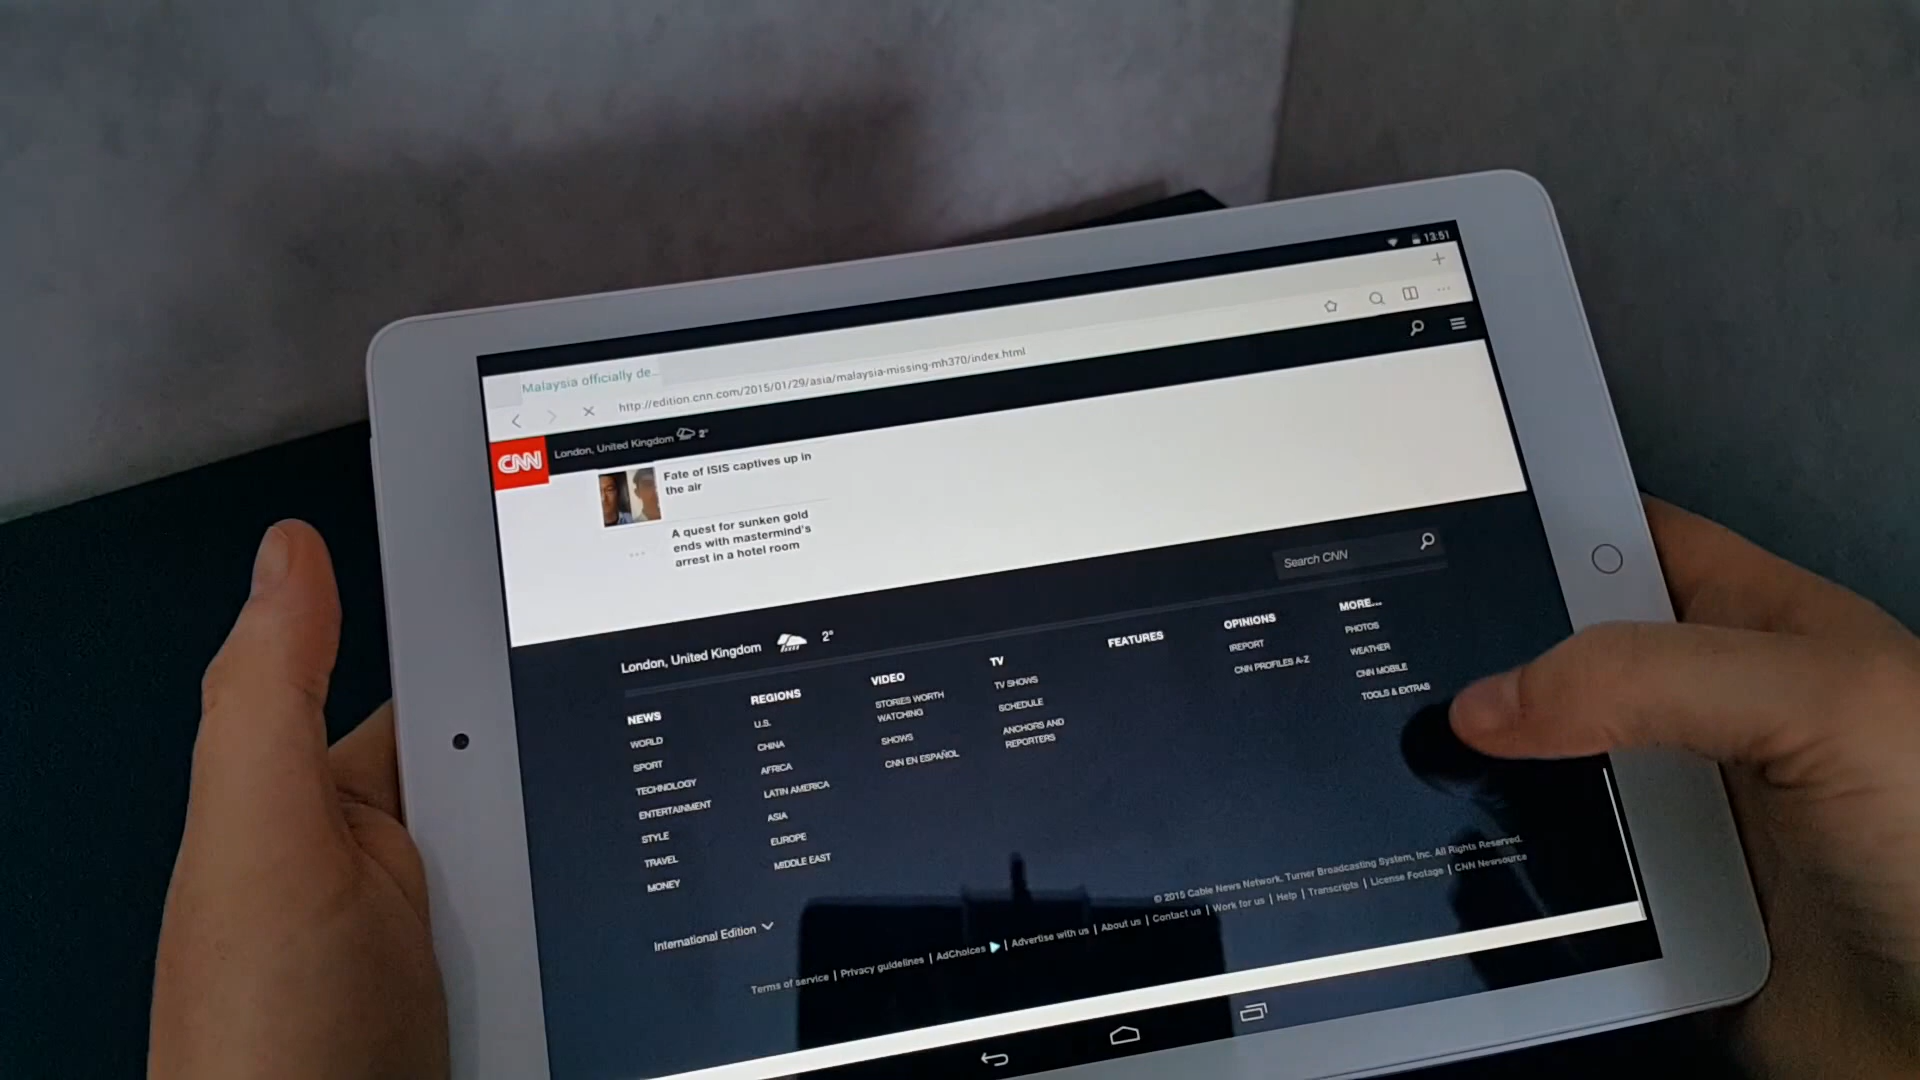 13:51
Malaysia officially de...
http://edition.cnn.com/2015/01/29/asia/malaysia-missing-mh370/index.html
CNN
London, United Kingdom 2°
Fate of ISIS captives up in
the air
A quest for sunken gold
ends with mastermind's
arrest in a hotel room
Search CNN
London, United Kingdom 2°
NEWS
WORLD
SPORT
TECHNOLOGY
ENTERTAINMENT
STYLE
TRAVEL
MONEY
REGIONS
U.S.
CHINA
AFRICA
LATIN AMERICA
ASIA
EUROPE
MIDDLE EAST
VIDEO
STORIES WORTH
WATCHING
SHOWS
CNN EN ESPAÑOL
TV
TV SHOWS
SCHEDULE
ANCHORS AND
REPORTERS
FEATURES
OPINIONS
IREPORT
CNN PROFILES A-Z
MORE...
PHOTOS
WEATHER
CNN MOBILE
TOOLS & EXTRAS
International Edition
© 2015 Cable News Network. Turner Broadcasting System, Inc. All Rights Reserved.
Terms of service | Privacy guidelines | AdChoices | Advertise with us | About us | Contact us | Work for us | Help | Transcripts | License Footage | CNN Newsource